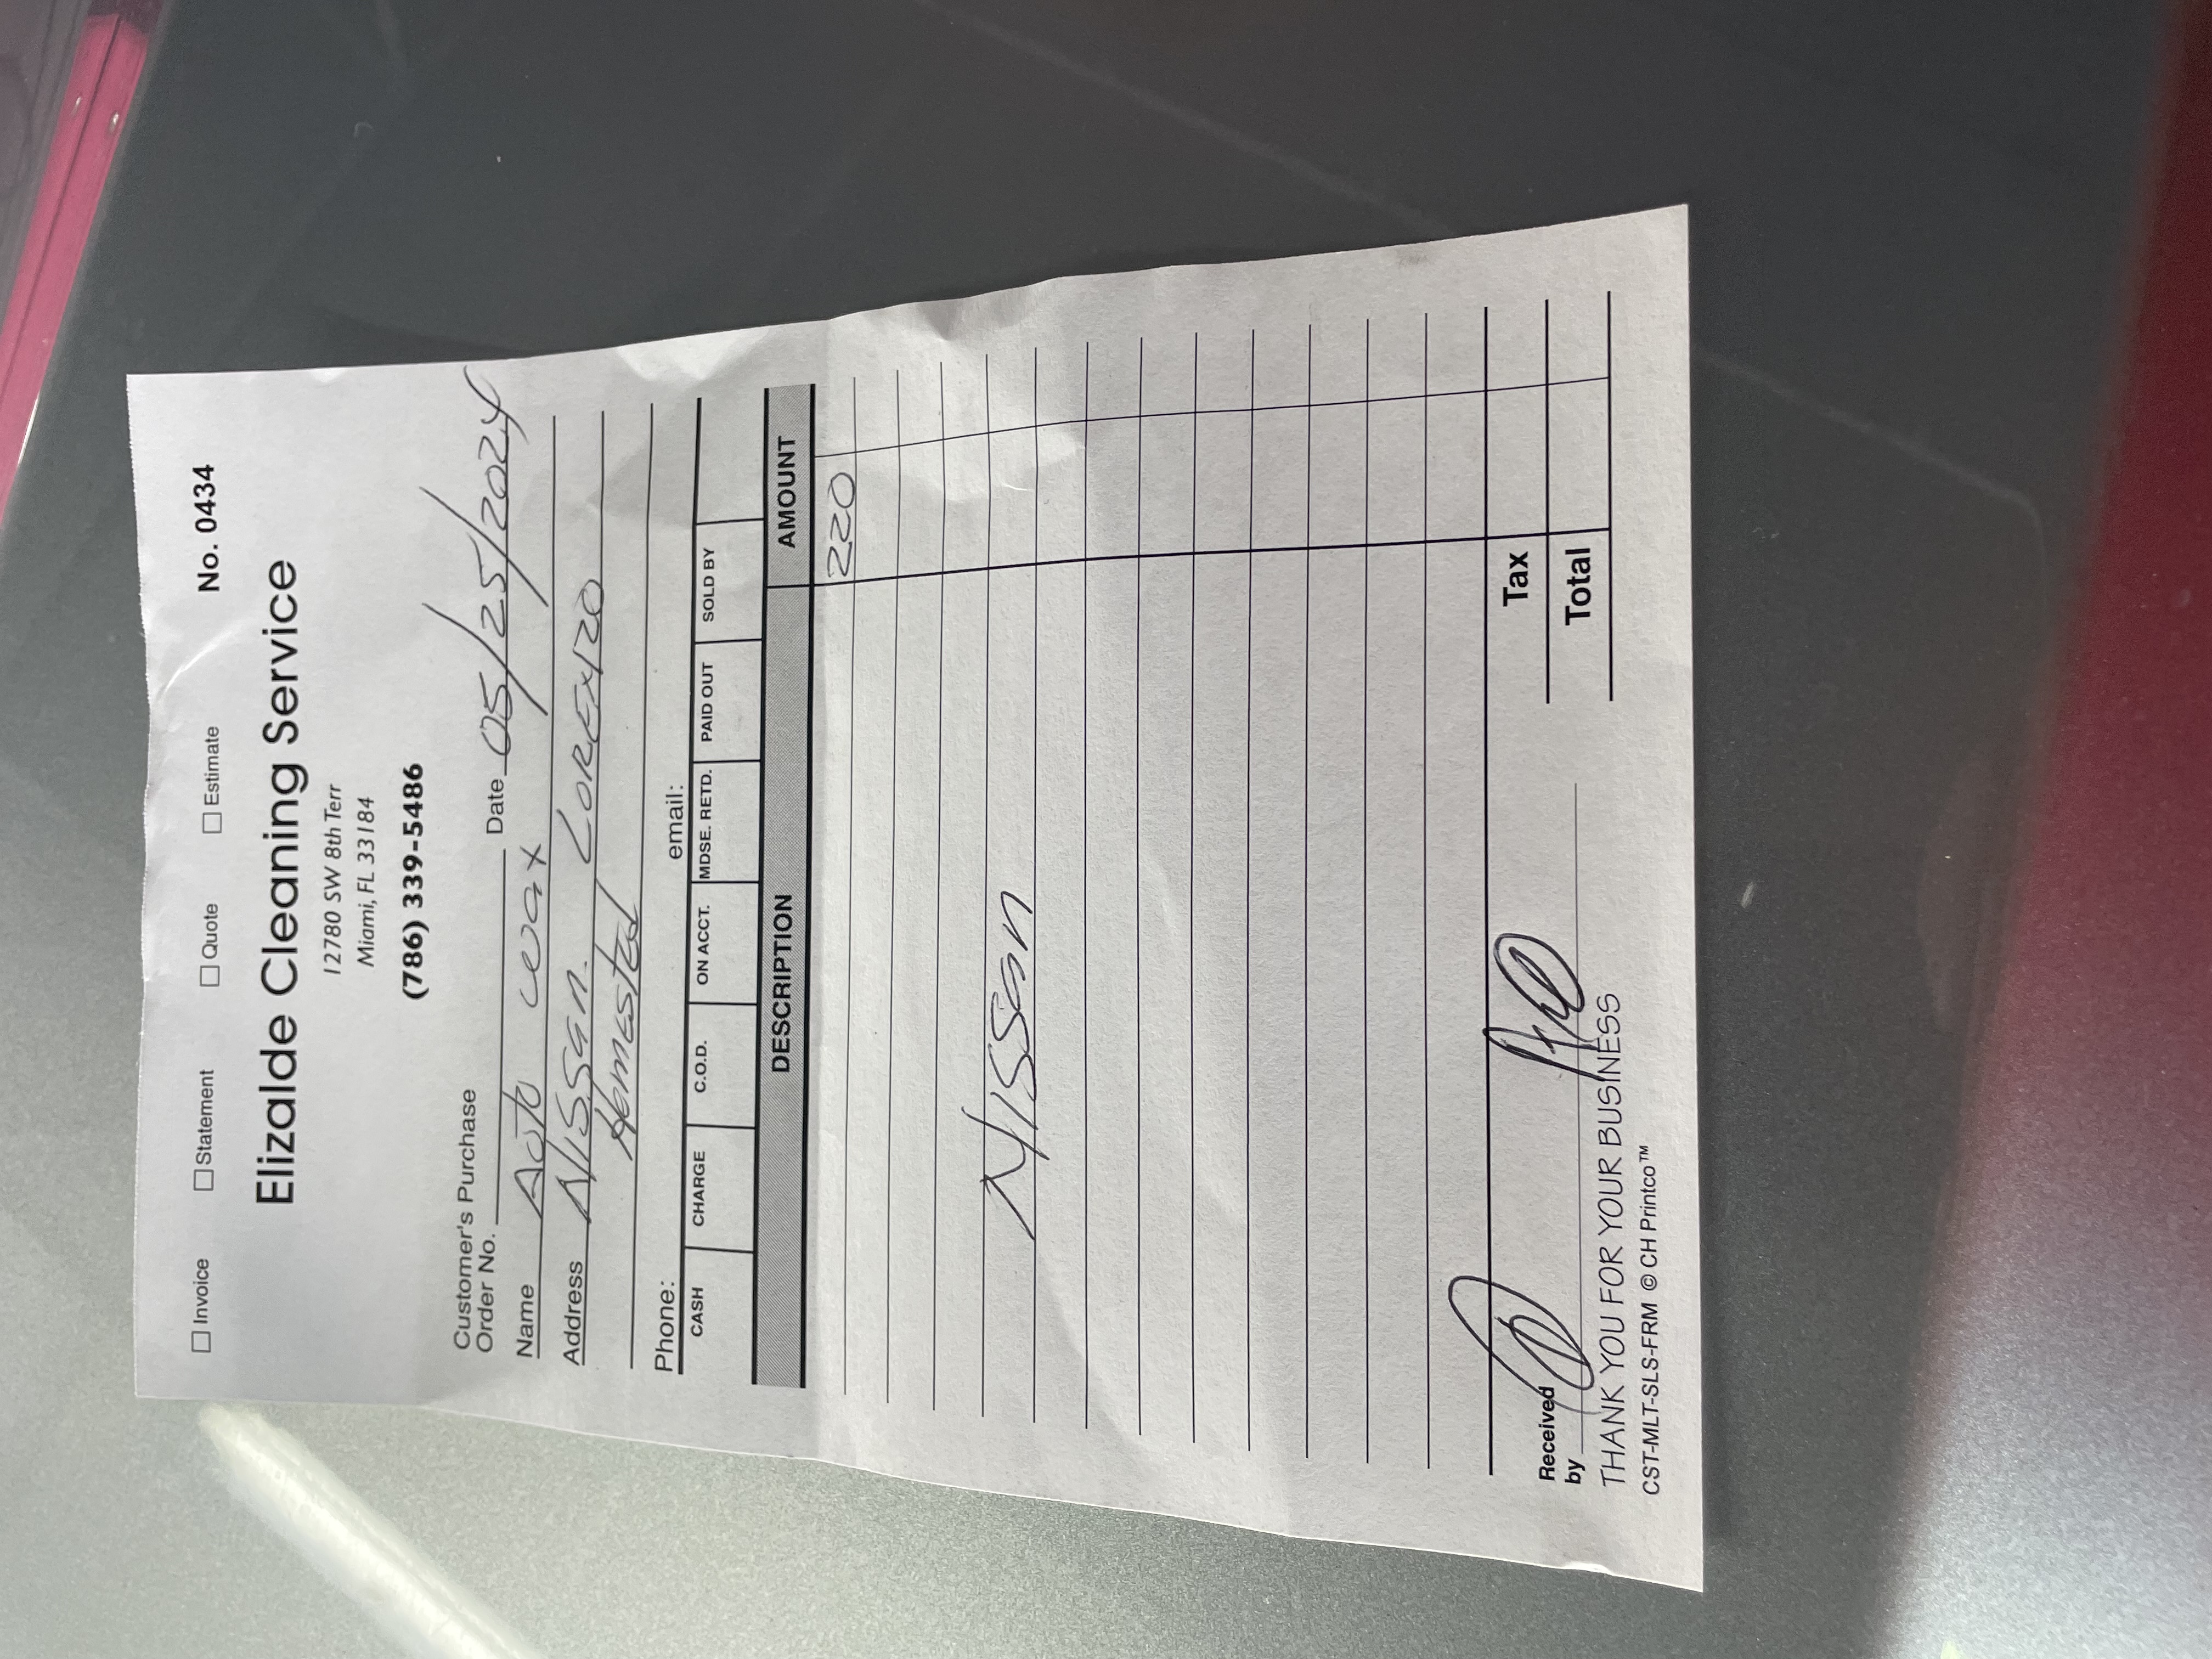 ☐ Invoice ☐ Statement ☐ Quote ☐ Estimate No. 0434
Elizalde Cleaning Service
12780 SW 8th Terr
Miami, FL 33184
(786) 339-5486
Customer's Purchase
Order No. Date 05/25/2024
Name Auto Wax
Address Nissan. LORENZO
Homested
Phone: email:
CASH CHARGE C.O.D. ON ACCT. MDSE. RETD. PAID OUT SOLD BY
DESCRIPTION AMOUNT
220
Nissan
Tax
Received
by Total
THANK YOU FOR YOUR BUSINESS
CST-MLT-SLS-FRM © CH Printco™